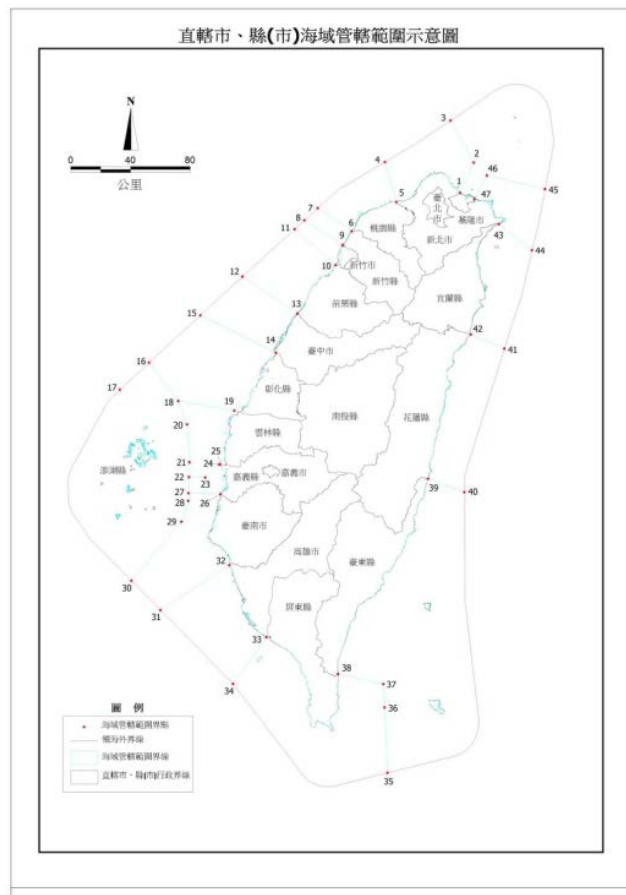 直轄市、縣(市)海域管轄範圍示意圖
N
0 40 80
公里
3
2
46
4
1
47
45
5
臺北市
基隆市
7
8
11
6
桃園縣
新北市
43
9
44
10
新竹市
新竹縣
12
苗栗縣
宜蘭縣
13
15
42
14
41
臺中市
16
17
彰化縣
18
19
南投縣
花蓮縣
20
雲林縣
25
澎湖縣
21
24
嘉義市
22
23
嘉義縣
39
27
26
40
28
29
臺南市
高雄市
32
臺東縣
30
31
屏東縣
33
38
34
37
36
35
圖 例
海域管轄範圍界點
領海外界線
海域管轄範圍界線
直轄市、縣(市)行政界線